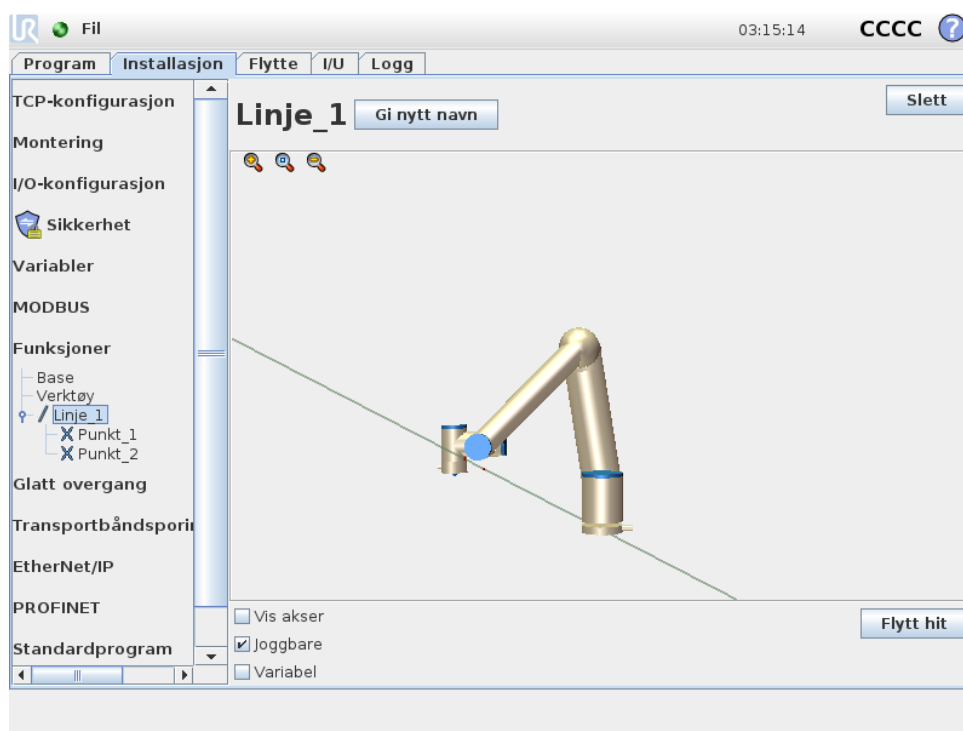 UR Fil 03:15:14 CCCC ?
Program Installasjon Flytte I/U Logg
TCP-konfigurasjon
Montering
I/O-konfigurasjon
Sikkerhet
Variabler
MODBUS
Funksjoner
Base
Verktøy
Linje_1
Punkt_1
Punkt_2
Glatt overgang
Transportbåndsporin
EtherNet/IP
PROFINET
Standardprogram
Linje_1 Gi nytt navn Slett
Vis akser
Joggbare
Variabel
Flytt hit